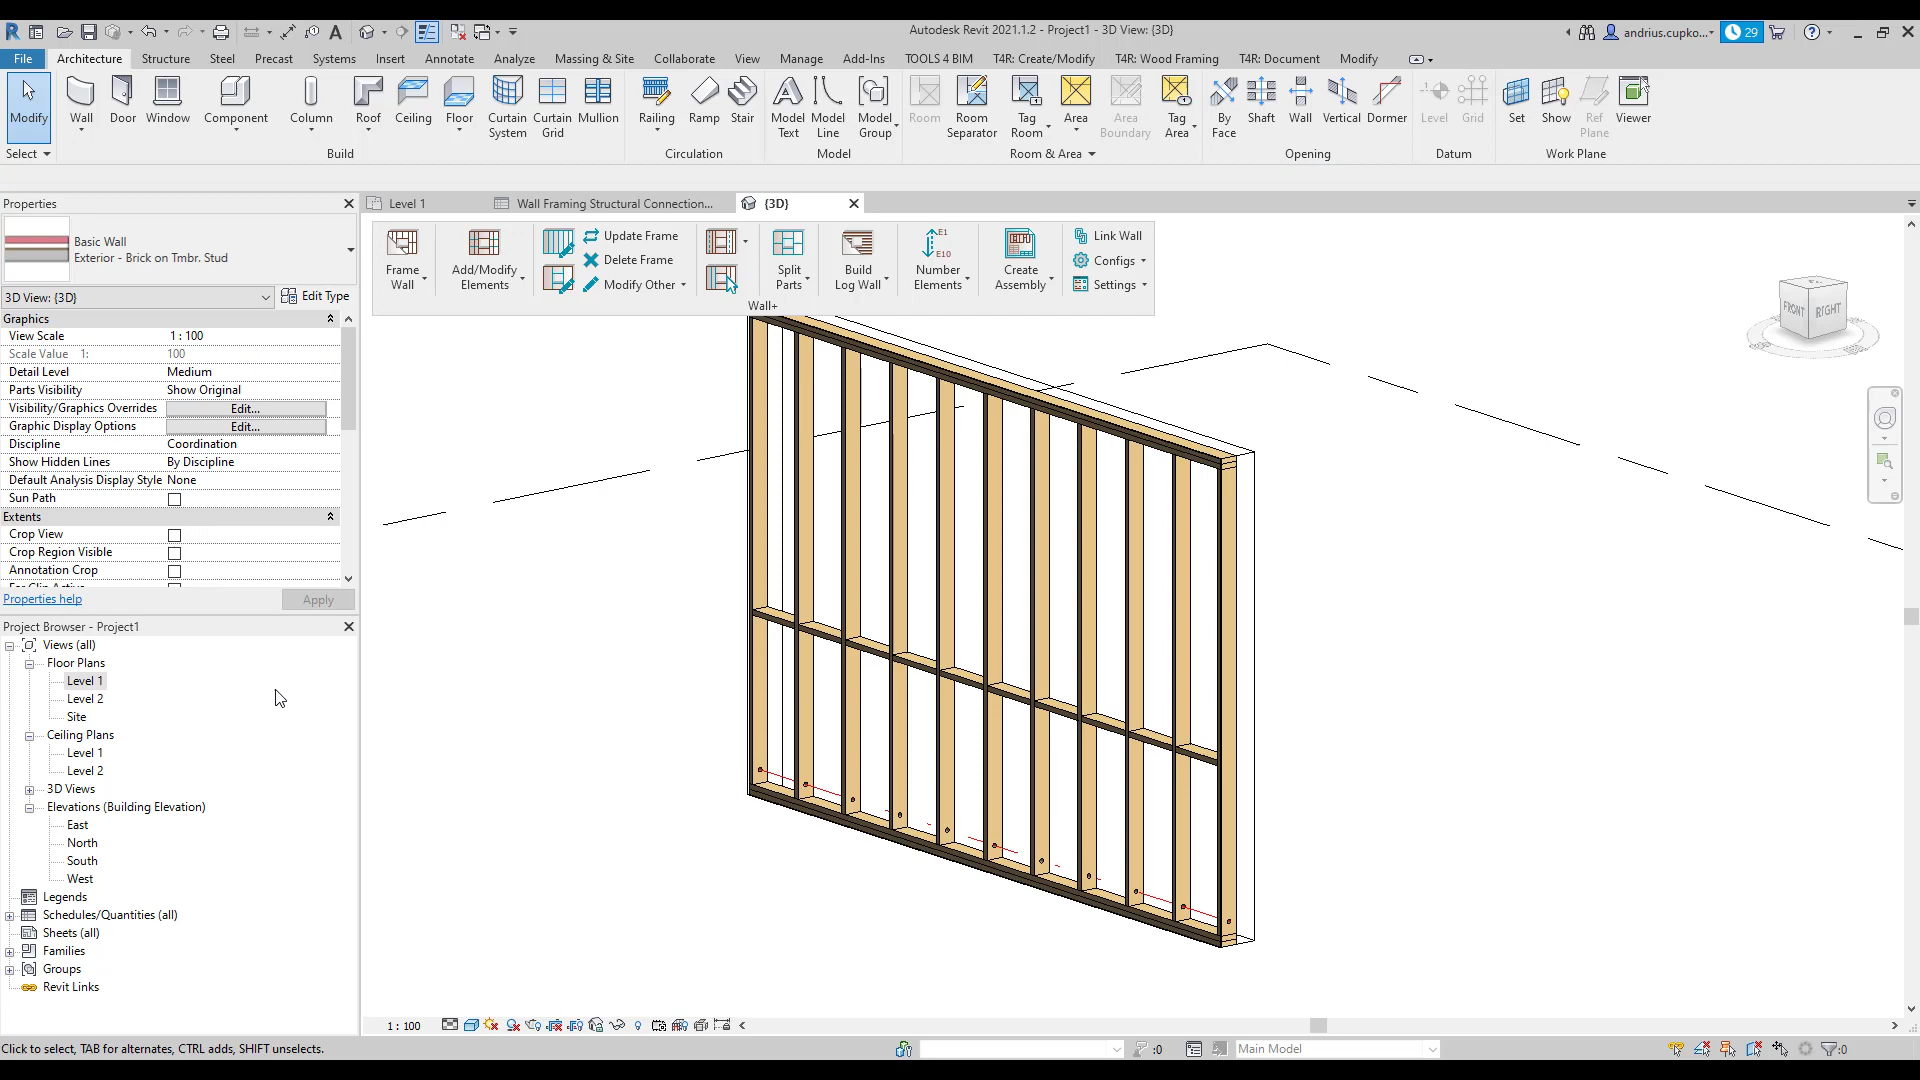 Autodesk Revit 2021.1.2 - Project1 - 3D View: {3D}
andrius.cupko...
29
File Architecture Structure Steel Precast Systems Insert Annotate Analyze Massing & Site Collaborate View Manage Add-Ins TOOLS 4 BIM T4R: Create/Modify T4R: Wood Framing T4R: Document Modify
Modify Wall Door Window Component Column Roof Ceiling Floor Curtain System Curtain Grid Mullion Railing Ramp Stair Model Text Model Line Model Group Room Room Separator Tag Room Area Area Boundary Tag Area By Face Shaft Wall Vertical Dormer Level Grid Set Show Ref Plane Viewer
Select Build Circulation Model Room & Area Opening Datum Work Plane
Properties
Basic Wall
Exterior - Brick on Tmbr. Stud
3D View: {3D} Edit Type
Graphics
View Scale 1 : 100
Scale Value 1: 100
Detail Level Medium
Parts Visibility Show Original
Visibility/Graphics Overrides Edit...
Graphic Display Options Edit...
Discipline Coordination
Show Hidden Lines By Discipline
Default Analysis Display Style None
Sun Path
Extents
Crop View
Crop Region Visible
Annotation Crop
Properties help Apply
Project Browser - Project1
Views (all)
Floor Plans
Level 1
Level 2
Site
Ceiling Plans
Level 1
Level 2
3D Views
Elevations (Building Elevation)
East
North
South
West
Legends
Schedules/Quantities (all)
Sheets (all)
Families
Groups
Revit Links
Level 1 Wall Framing Structural Connection... {3D}
Frame Wall
Add/Modify Elements
Update Frame
Delete Frame
Modify Other
Split Parts
Build Log Wall
E1
E10
Number Elements
Create Assembly
Link Wall
Configs
Settings
Wall+
FRONT RIGHT
1 : 100
Click to select, TAB for alternates, CTRL adds, SHIFT unselects.
:0
Main Model
:0